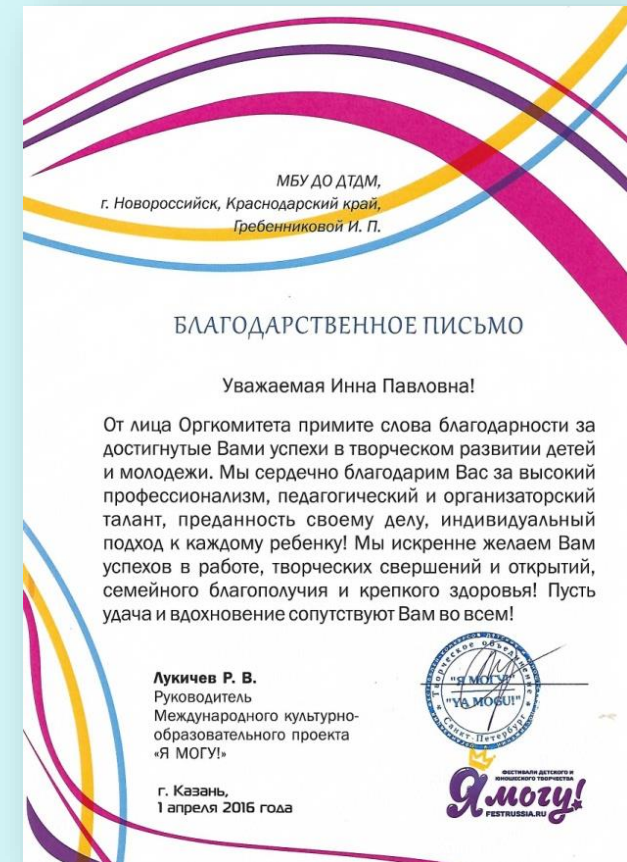 МБУ ДО ДТДМ,
г. Новороссийск, Краснодарский край,
Гребенниковой И. П.
БЛАГОДАРСТВЕННОЕ ПИСЬМО
Уважаемая Инна Павловна!
От лица Оргкомитета примите слова благодарности за
достигнутые Вами успехи в творческом развитии детей
и молодежи. Мы сердечно благодарим Вас за высокий
профессионализм, педагогический и организаторский
талант, преданность своему делу, индивидуальный
подход к каждому ребенку! Мы искренне желаем Вам
успехов в работе, творческих свершений и открытий,
семейного благополучия и крепкого здоровья! Пусть
удача и вдохновение сопутствуют Вам во всем!
Лукичев Р. В.
Руководитель
Международного культурно-
образовательного проекта
«Я МОГУ!»
г. Казань,
1 апреля 2016 года
Творческое объединение
"Я МОГУ!"
"YA MOGU!"
Санкт-Петербург
ФЕСТИВАЛИ ДЕТСКОГО И
ЮНОШЕСКОГО ТВОРЧЕСТВА
Я могу!
FESTRUSSIA.RU